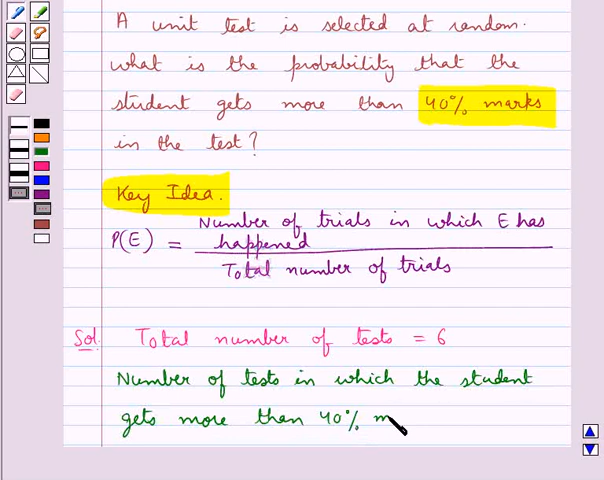 A unit test is selected at random.
what is the probability that the
student gets more than 40% marks
in the test?
Key Idea.
P(E) = Number of trials in which E has
happened
Total number of trials
Sol. Total number of tests = 6
Number of tests in which the student
gets more than 40% m